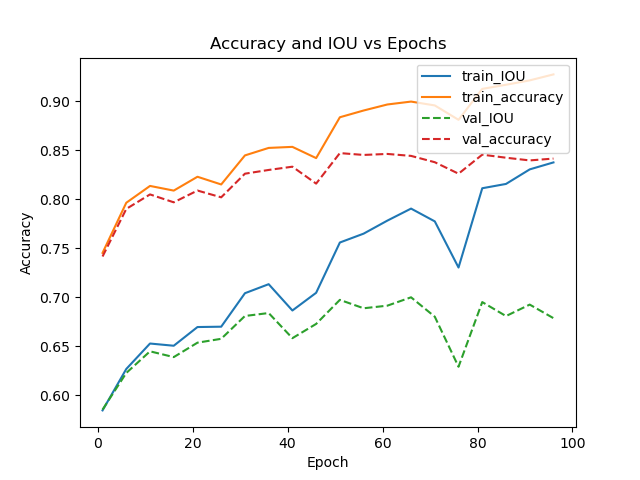 Accuracy and IOU vs Epochs
train_IOU
train_accuracy
val_IOU
val_accuracy
Accuracy
0.90
0.85
0.80
0.75
0.70
0.65
0.60
0 20 40 60 80 100
Epoch